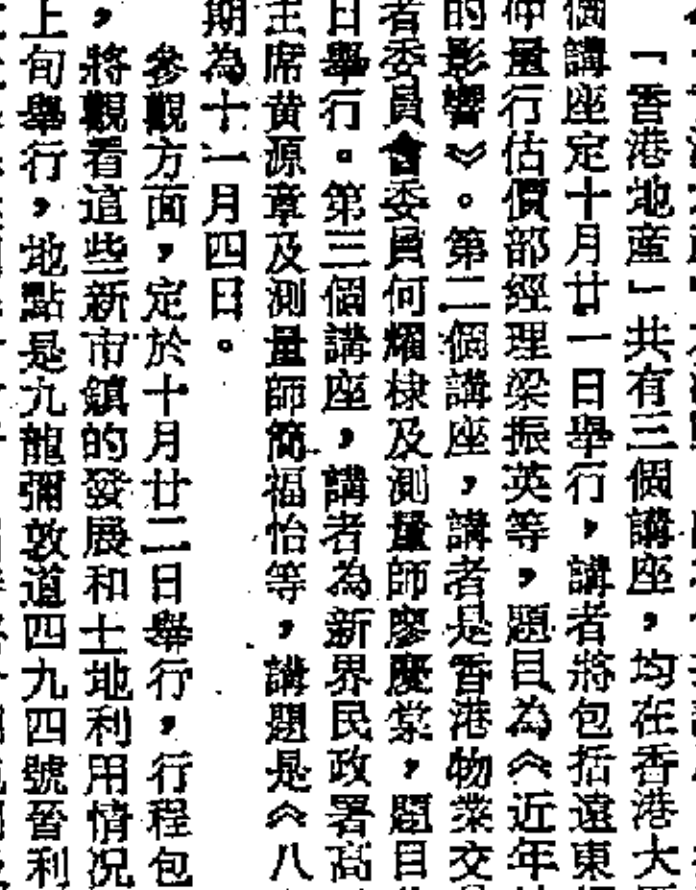 「香港地產」共有三個講座，均在香港大
個講座定十月廿一日舉行，講者將包括遠東
仲量行估價部經理梁振英等，題目為《近年
的影響》。第二個講座，講者是香港物業交
者委員會委員何耀棣及測量師廖慶棠，題目
日舉行。第三個講座，講者為新界民政署高
主席黃源章及測量師簡福怡等，講題是《八
期為十一月四日。
參觀方面，定於十月廿二日舉行，行程包
，將觀看這些新市鎮的發展和土地利用情況
上旬舉行，地點是九龍彌敦道四九四號晉利